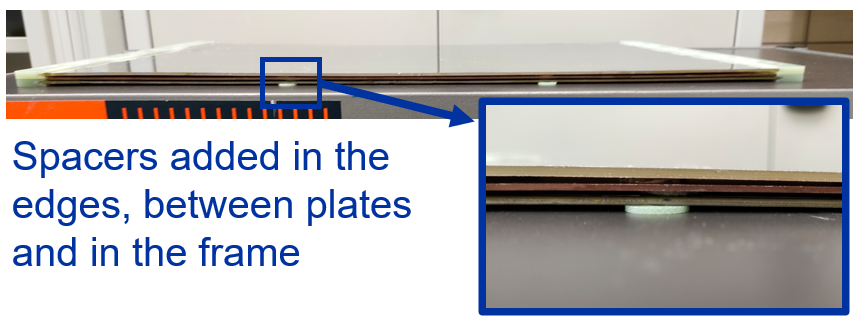 Spacers added in the
edges, between plates
and in the frame